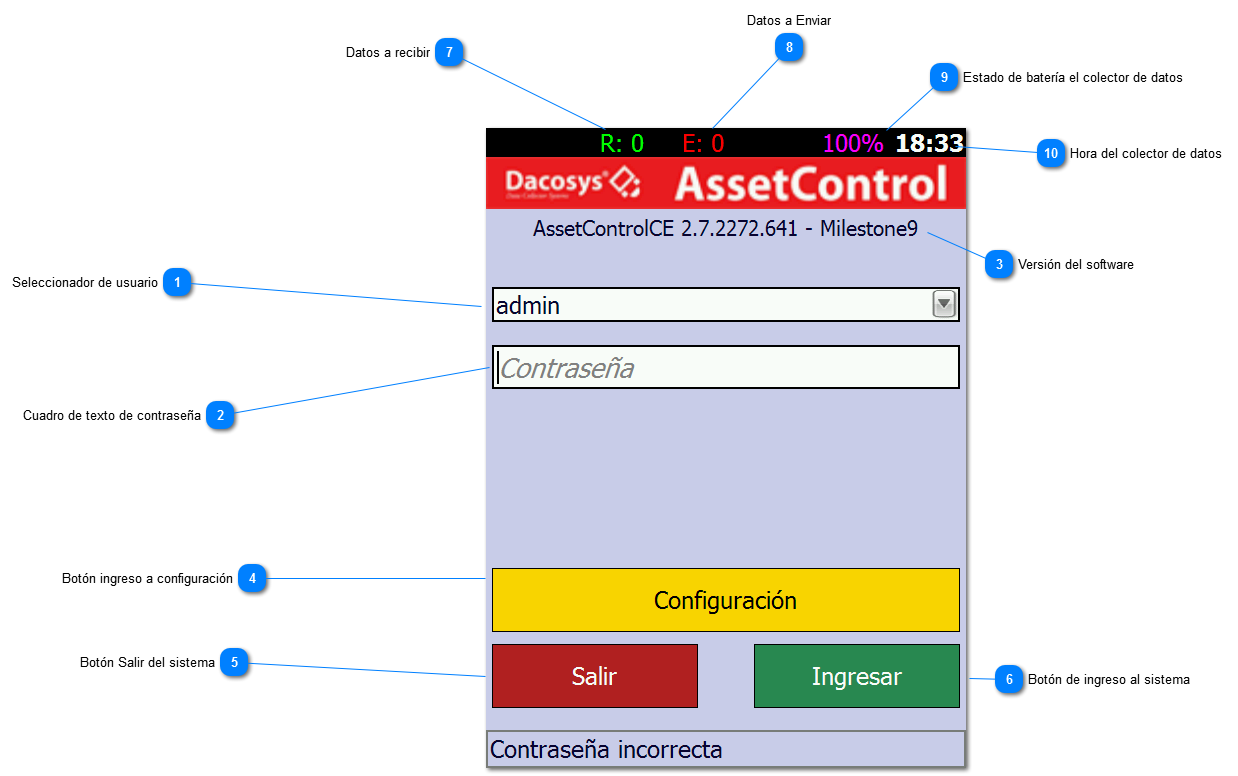 Datos a Enviar
8
Datos a recibir 7
9 Estado de batería el colector de datos
R: 0 E: 0 100% 18:33
10 Hora del colector de datos
Dacosys® AssetControl
AssetControlCE 2.7.2272.641 - Milestone9
3 Versión del software
Seleccionador de usuario 1
admin
Contraseña
Cuadro de texto de contraseña 2
Botón ingreso a configuración 4
Configuración
Botón Salir del sistema 5
Salir Ingresar
6 Botón de ingreso al sistema
Contraseña incorrecta